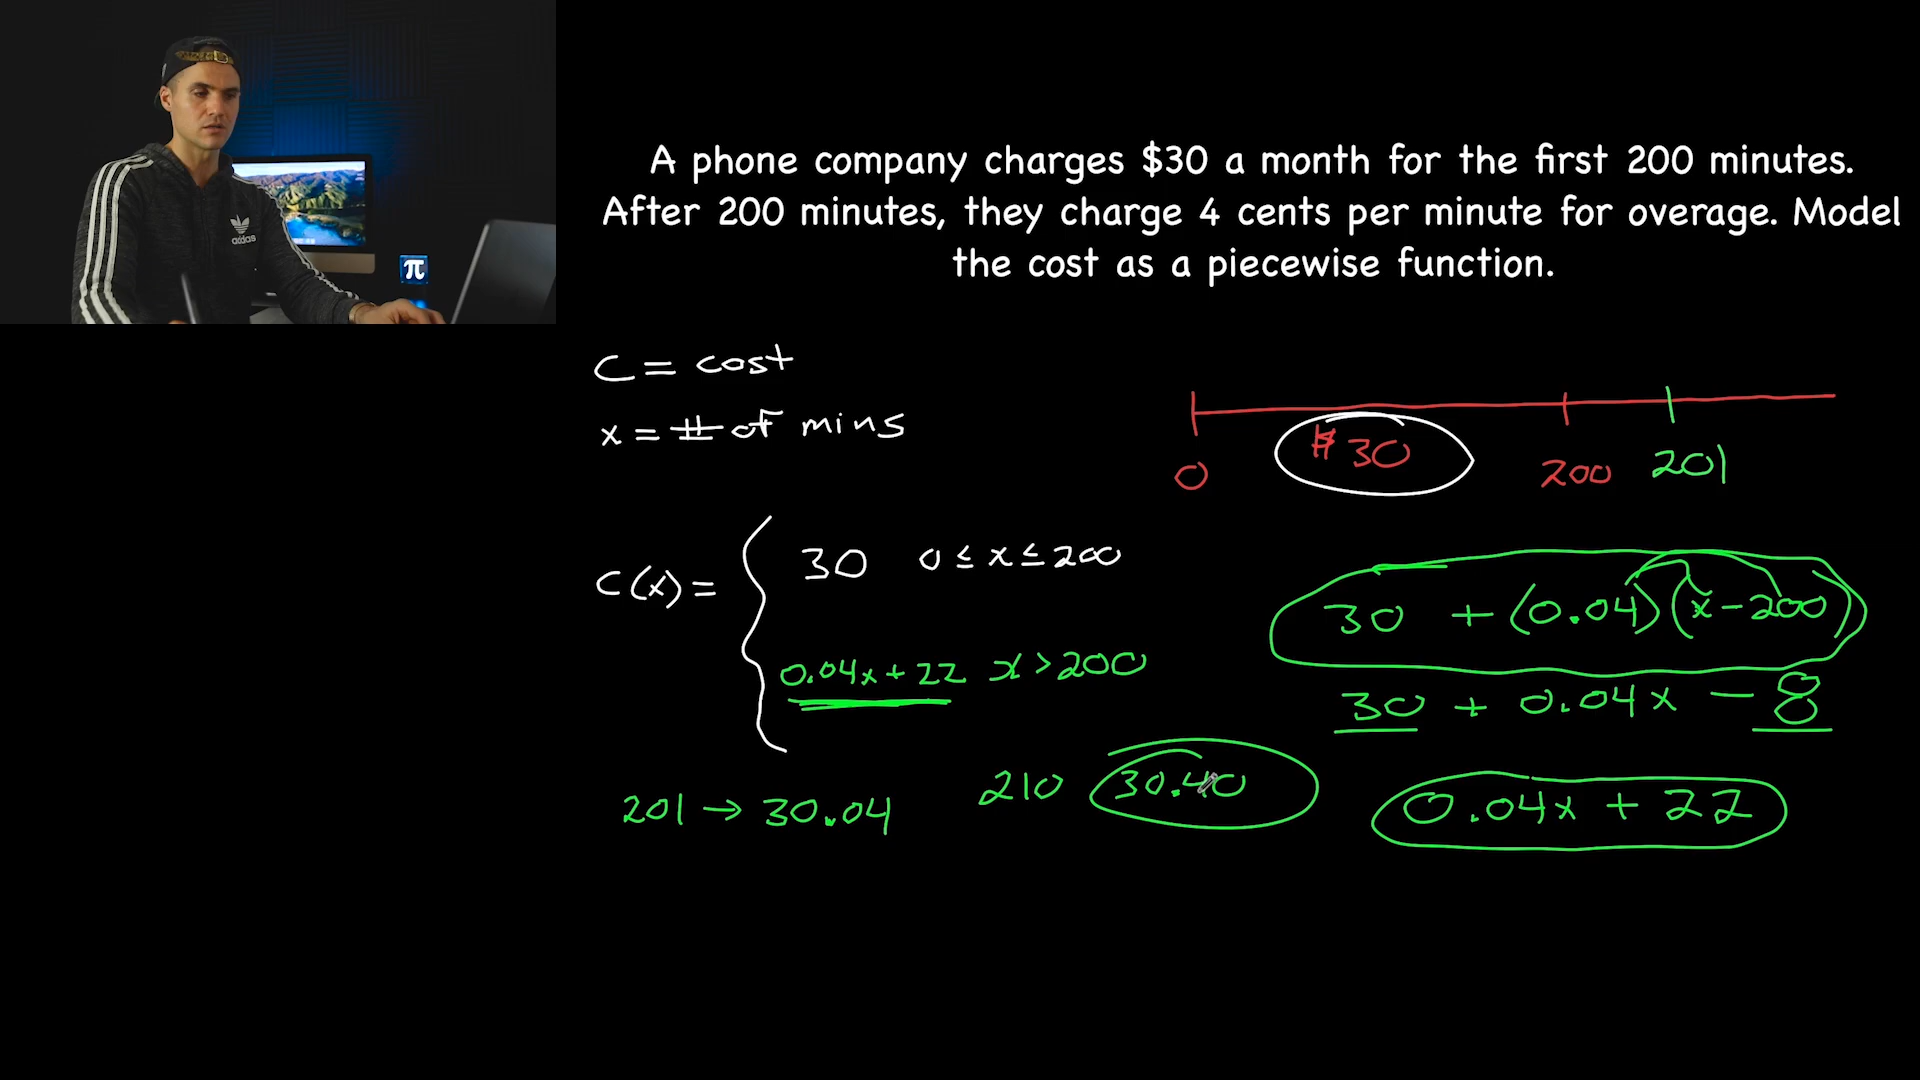 A phone company charges $30 a month for the first 200 minutes.
After 200 minutes, they charge 4 cents per minute for overage. Model
the cost as a piecewise function.
adidas
π
C = cost
x = # of mins
0 $30 200 201
C(x) =
30 0 ≤ x ≤ 200
0.04x + 22 x > 200
30 + (0.04)(x - 200)
30 + 0.04x - 8
0.04x + 22
201 → 30.04
210 30.40